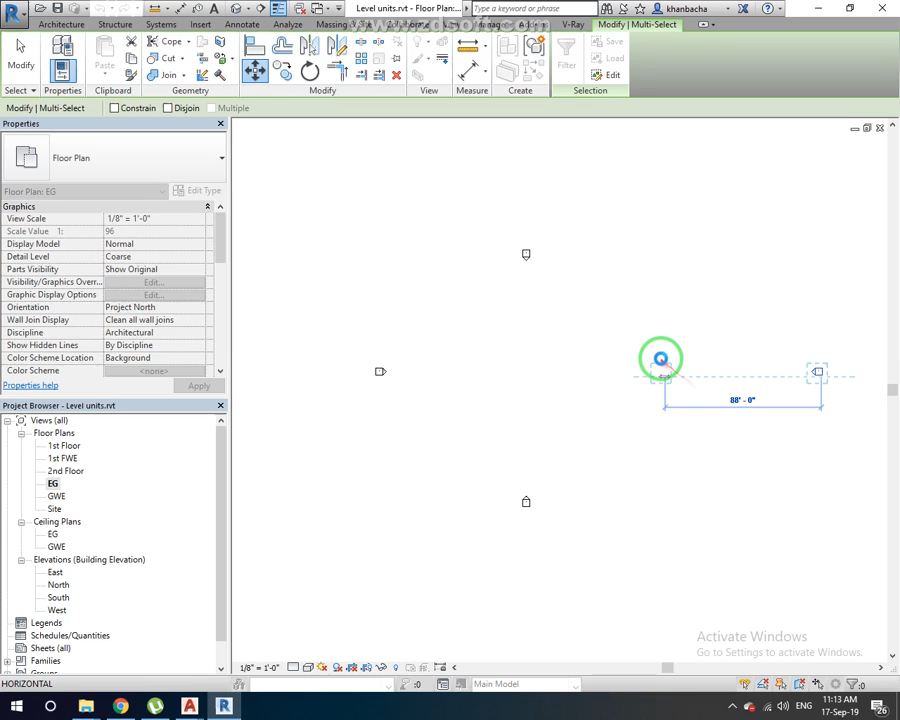 Level units.rvt - Floor Plan:...
Type a keyword or phrase
khanbacha
Architecture Structure Systems Insert Annotate Analyze Massing & Site Collaborate View Manage Add-Ins V-Ray Modify | Multi-Select
www.zdsoft.com
Modify
Paste
Cope
Cut
Join
Filter
Save
Load
Edit
Select Properties Clipboard Geometry Modify View Measure Create Selection
Modify | Multi-Select Constrain Disjoin Multiple
Properties
Floor Plan
Floor Plan: EG Edit Type
Graphics
View Scale 1/8" = 1'-0"
Scale Value 1: 96
Display Model Normal
Detail Level Coarse
Parts Visibility Show Original
Visibility/Graphics Overr... Edit...
Graphic Display Options Edit...
Orientation Project North
Wall Join Display Clean all wall joins
Discipline Architectural
Show Hidden Lines By Discipline
Color Scheme Location Background
Color Scheme <none>
Properties help Apply
Project Browser - Level units.rvt
Views (all)
Floor Plans
1st Floor
1st FWE
2nd Floor
EG
GWE
Site
Ceiling Plans
EG
GWE
Elevations (Building Elevation)
East
North
South
West
Legends
Schedules/Quantities
Sheets (all)
Families
Groups
88' - 0"
Activate Windows
Go to Settings to activate Windows.
1/8" = 1'-0"
HORIZONTAL
:0
Main Model
:0
ENG
11:13 AM
17-Sep-19
26